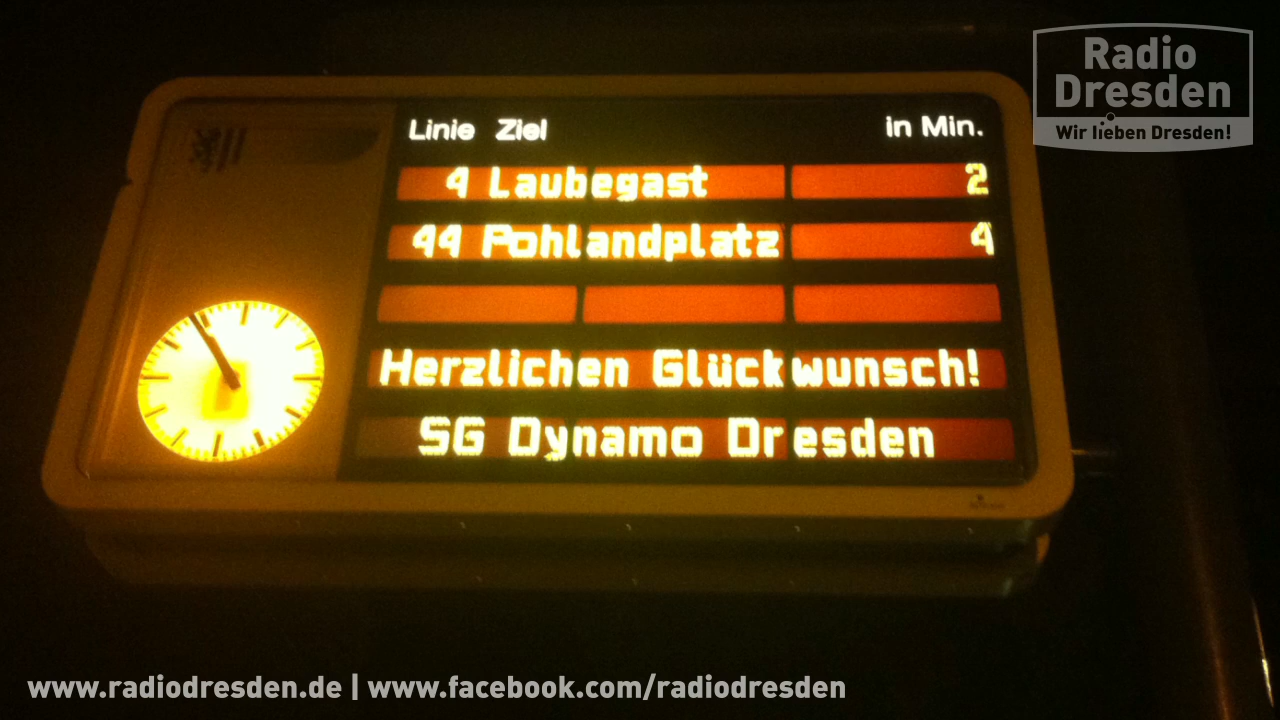 Radio
Dresden
Wir lieben Dresden!
Linie Ziel in Min.
4 Laubegast 2
44 Pohlandplatz 4
Herzlichen Glückwunsch!
SG Dynamo Dresden
www.radiodresden.de | www.facebook.com/radiodresden